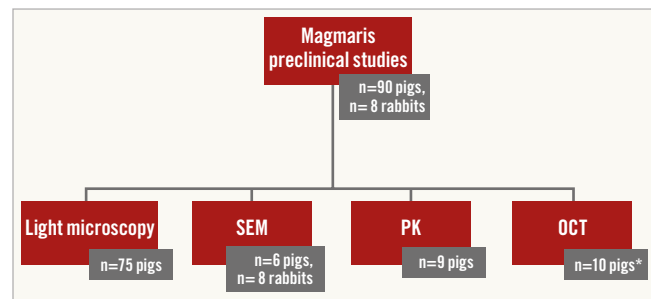 Magmaris
preclinical studies
n=90 pigs,
n= 8 rabbits
Light microscopy
n=75 pigs
SEM
n=6 pigs,
n= 8 rabbits
PK
n=9 pigs
OCT
n=10 pigs*